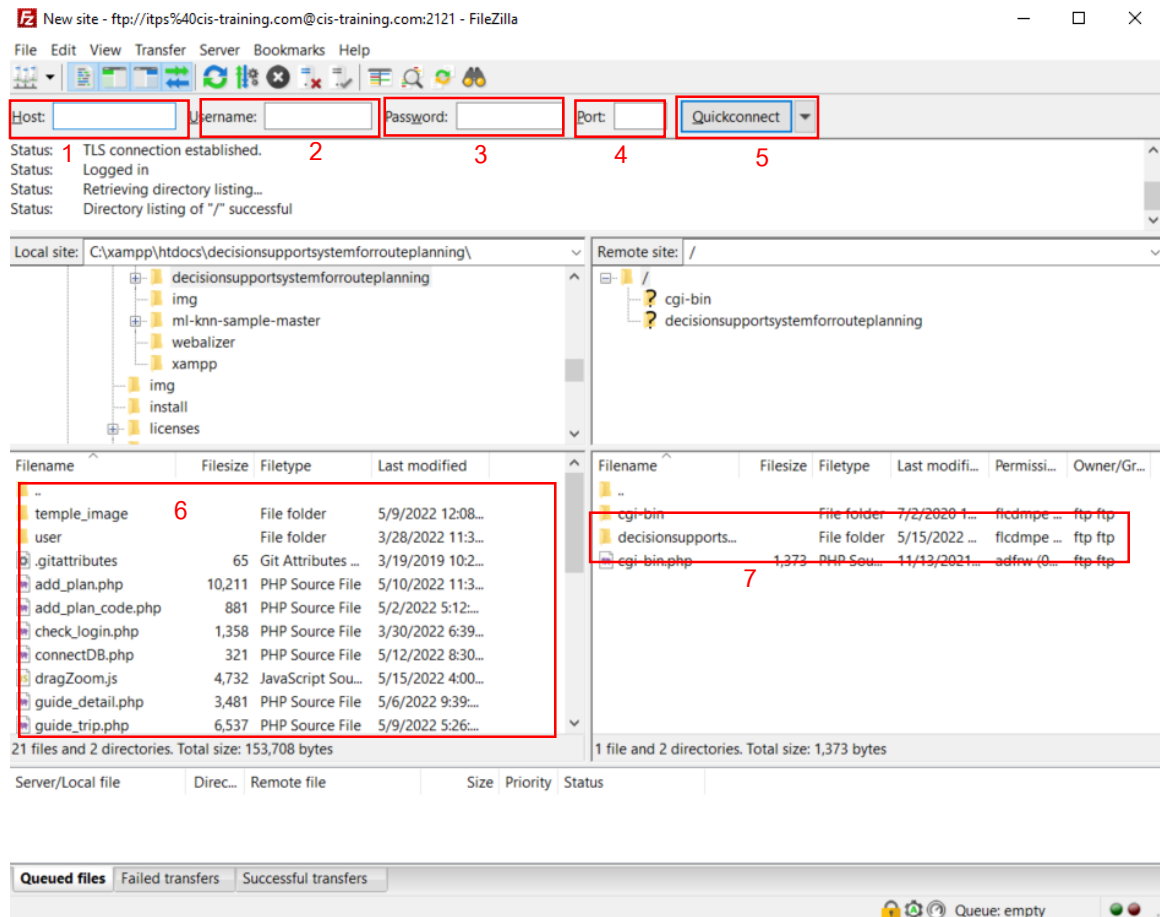 New site - ftp://itps%40cis-training.com@cis-training.com:2121 - FileZilla
File Edit View Transfer Server Bookmarks Help
Host: Username: Password: Port: Quickconnect
1 2 3 4 5
Status: TLS connection established.
Status: Logged in
Status: Retrieving directory listing...
Status: Directory listing of "/" successful
Local site: C:\xampp\htdocs\decisionsupportsystemforrouteplanning\
decisionsupportsystemforrouteplanning
img
ml-knn-sample-master
webalizer
xampp
img
install
licenses
Remote site: /
/
cgi-bin
decisionsupportsystemforrouteplanning
Filename Filesize Filetype Last modified
..
temple_image File folder 5/9/2022 12:08...
user File folder 3/28/2022 11:3...
.gitattributes 65 Git Attributes ... 3/19/2019 10:2...
add_plan.php 10,211 PHP Source File 5/10/2022 11:3...
add_plan_code.php 881 PHP Source File 5/2/2022 5:12:...
check_login.php 1,358 PHP Source File 3/30/2022 6:39...
connectDB.php 321 PHP Source File 5/12/2022 8:30...
dragZoom.js 4,732 JavaScript Sou... 5/15/2022 4:00...
guide_detail.php 3,481 PHP Source File 5/6/2022 9:39:...
guide_trip.php 6,537 PHP Source File 5/9/2022 5:26:...
6
21 files and 2 directories. Total size: 153,708 bytes
Filename Filesize Filetype Last modifi... Permissi... Owner/Gr...
..
cgi-bin File folder 7/2/2020 1... flcdmpe ... ftp ftp
decisionsupports... File folder 5/15/2022 ... flcdmpe ... ftp ftp
cgi-bin.php 1,373 PHP Sou... 11/13/2021... adfrw (0... ftp ftp
7
1 file and 2 directories. Total size: 1,373 bytes
Server/Local file Direc... Remote file Size Priority Status
Queued files Failed transfers Successful transfers
Queue: empty